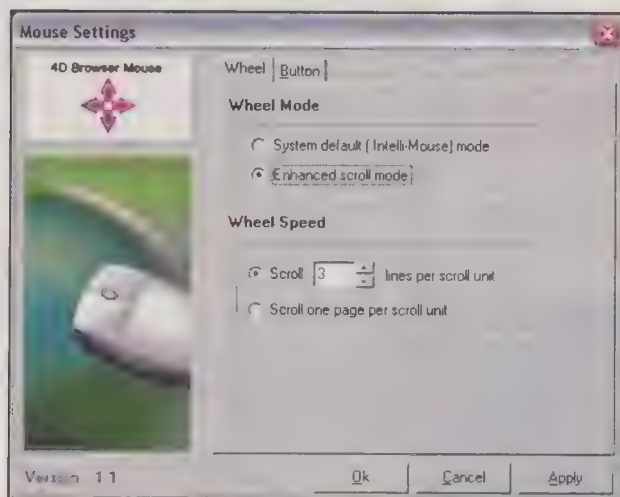 Mouse Settings
4D Browser Mouse
Wheel Button
Wheel Mode
System default ( Intelli-Mouse) mode
Enhanced scroll mode
Wheel Speed
Scroll 3 lines per scroll unit
Scroll one page per scroll unit
Version 1.1
Ok Cancel Apply